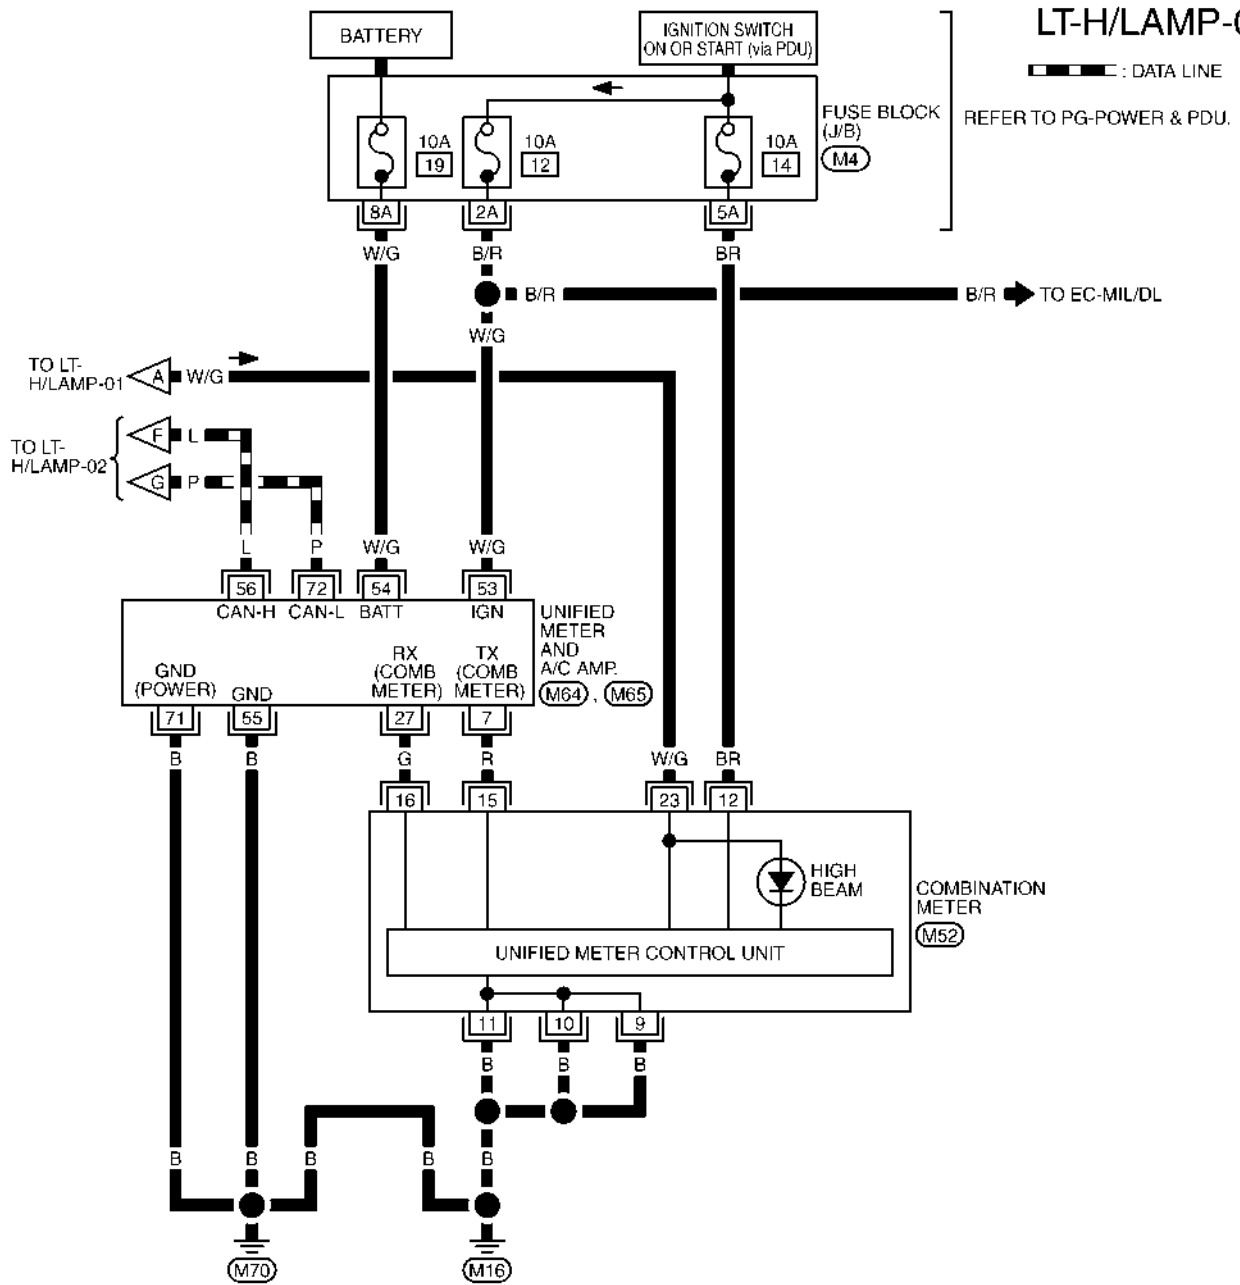 LT-H/LAMP-0
BATTERY
IGNITION SWITCH
ON OR START (via PDU)
: DATA LINE
REFER TO PG-POWER & PDU.
FUSE BLOCK
(J/B)
M4
10A
19
10A
12
10A
14
8A
2A
5A
W/G
B/R
BR
B/R
B/R
TO EC-MIL/DL
W/G
TO LT-
H/LAMP-01
A
W/G
TO LT-
H/LAMP-02
F
L
G
P
L
P
W/G
W/G
56
72
54
53
CAN-H
CAN-L
BATT
IGN
UNIFIED
METER
AND
A/C AMP.
M64
,
M65
GND
(POWER)
GND
RX
(COMB
METER)
TX
(COMB
METER)
71
55
27
7
B
B
G
R
W/G
BR
16
15
23
12
HIGH
BEAM
COMBINATION
METER
M52
UNIFIED METER CONTROL UNIT
11
10
9
B
B
B
B
B
B
B
B
M70
M16